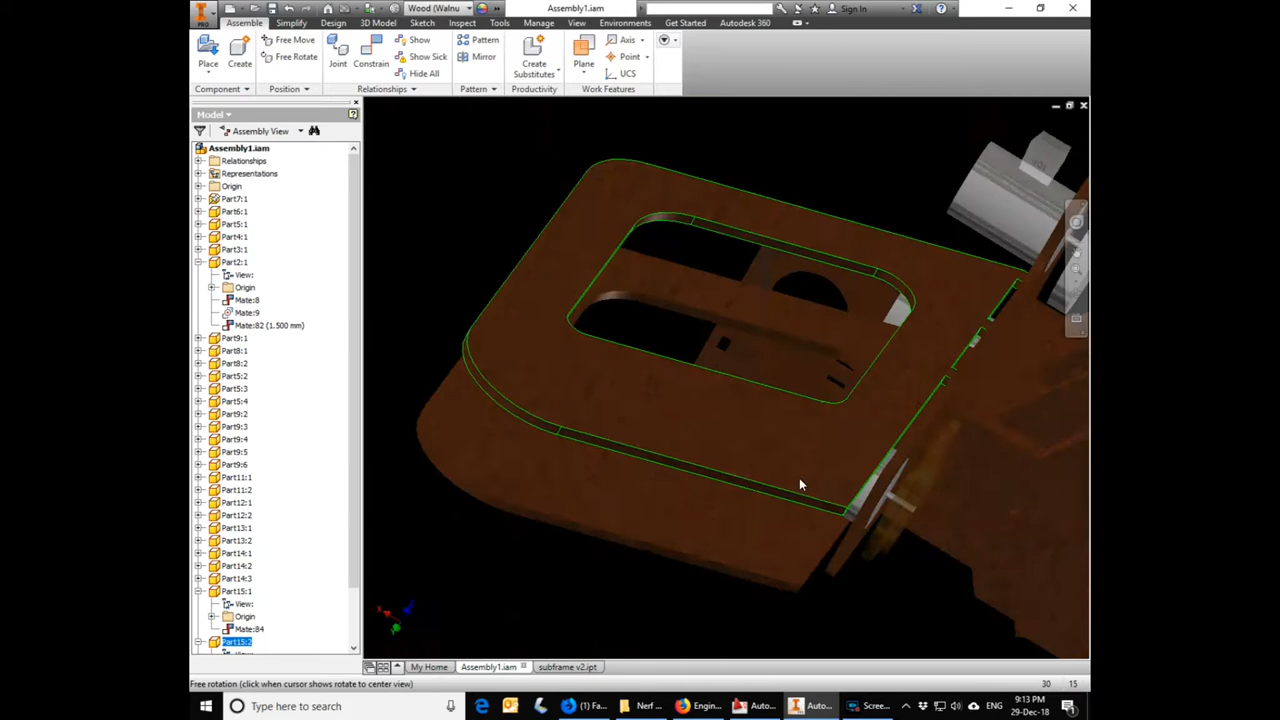 PRO
Wood (Walnu
Assembly1.iam
Sign In
Assemble Simplify Design 3D Model Sketch Inspect Tools Manage View Environments Get Started Autodesk 360
Place
Create
Free Move
Free Rotate
Joint
Constrain
Show
Show Sick
Hide All
Pattern
Mirror
Create
Substitutes
Plane
Axis
Point
UCS
Component Position Relationships Pattern Productivity Work Features
Model
Assembly View
Assembly1.iam
Relationships
Representations
Origin
Part7:1
Part6:1
Part5:1
Part4:1
Part3:1
Part2:1
View:
Origin
Mate:8
Mate:9
Mate:82 (1.500 mm)
Part9:1
Part8:1
Part8:2
Part5:2
Part5:3
Part5:4
Part9:2
Part9:3
Part9:4
Part9:5
Part9:6
Part11:1
Part11:2
Part12:1
Part12:2
Part13:1
Part13:2
Part14:1
Part14:2
Part14:3
Part15:1
View:
Origin
Mate:84
Part15:2
My Home Assembly1.iam subframe v2.ipt
Free rotation (click when cursor shows rotate to center view) 30 15
Type here to search
(1) Fa...
Nerf ...
Engin...
Auto...
Auto...
Scree...
ENG
9:13 PM
29-Dec-18